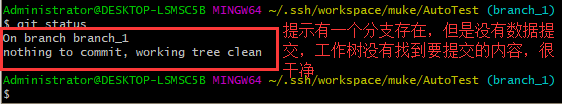 Administrator@DESKTOP-LSMSC5B MINGW64 ~/.ssh/workspace/muke/AutoTest (branch_1)
$ git status
On branch branch_1
nothing to commit, working tree clean
提示有一个分支存在，但是没有数据提
交，工作树没有找到要提交的内容，很
干净
Administrator@DESKTOP-LSMSC5B MINGW64 ~/.ssh/workspace/muke/AutoTest (branch_1)
$